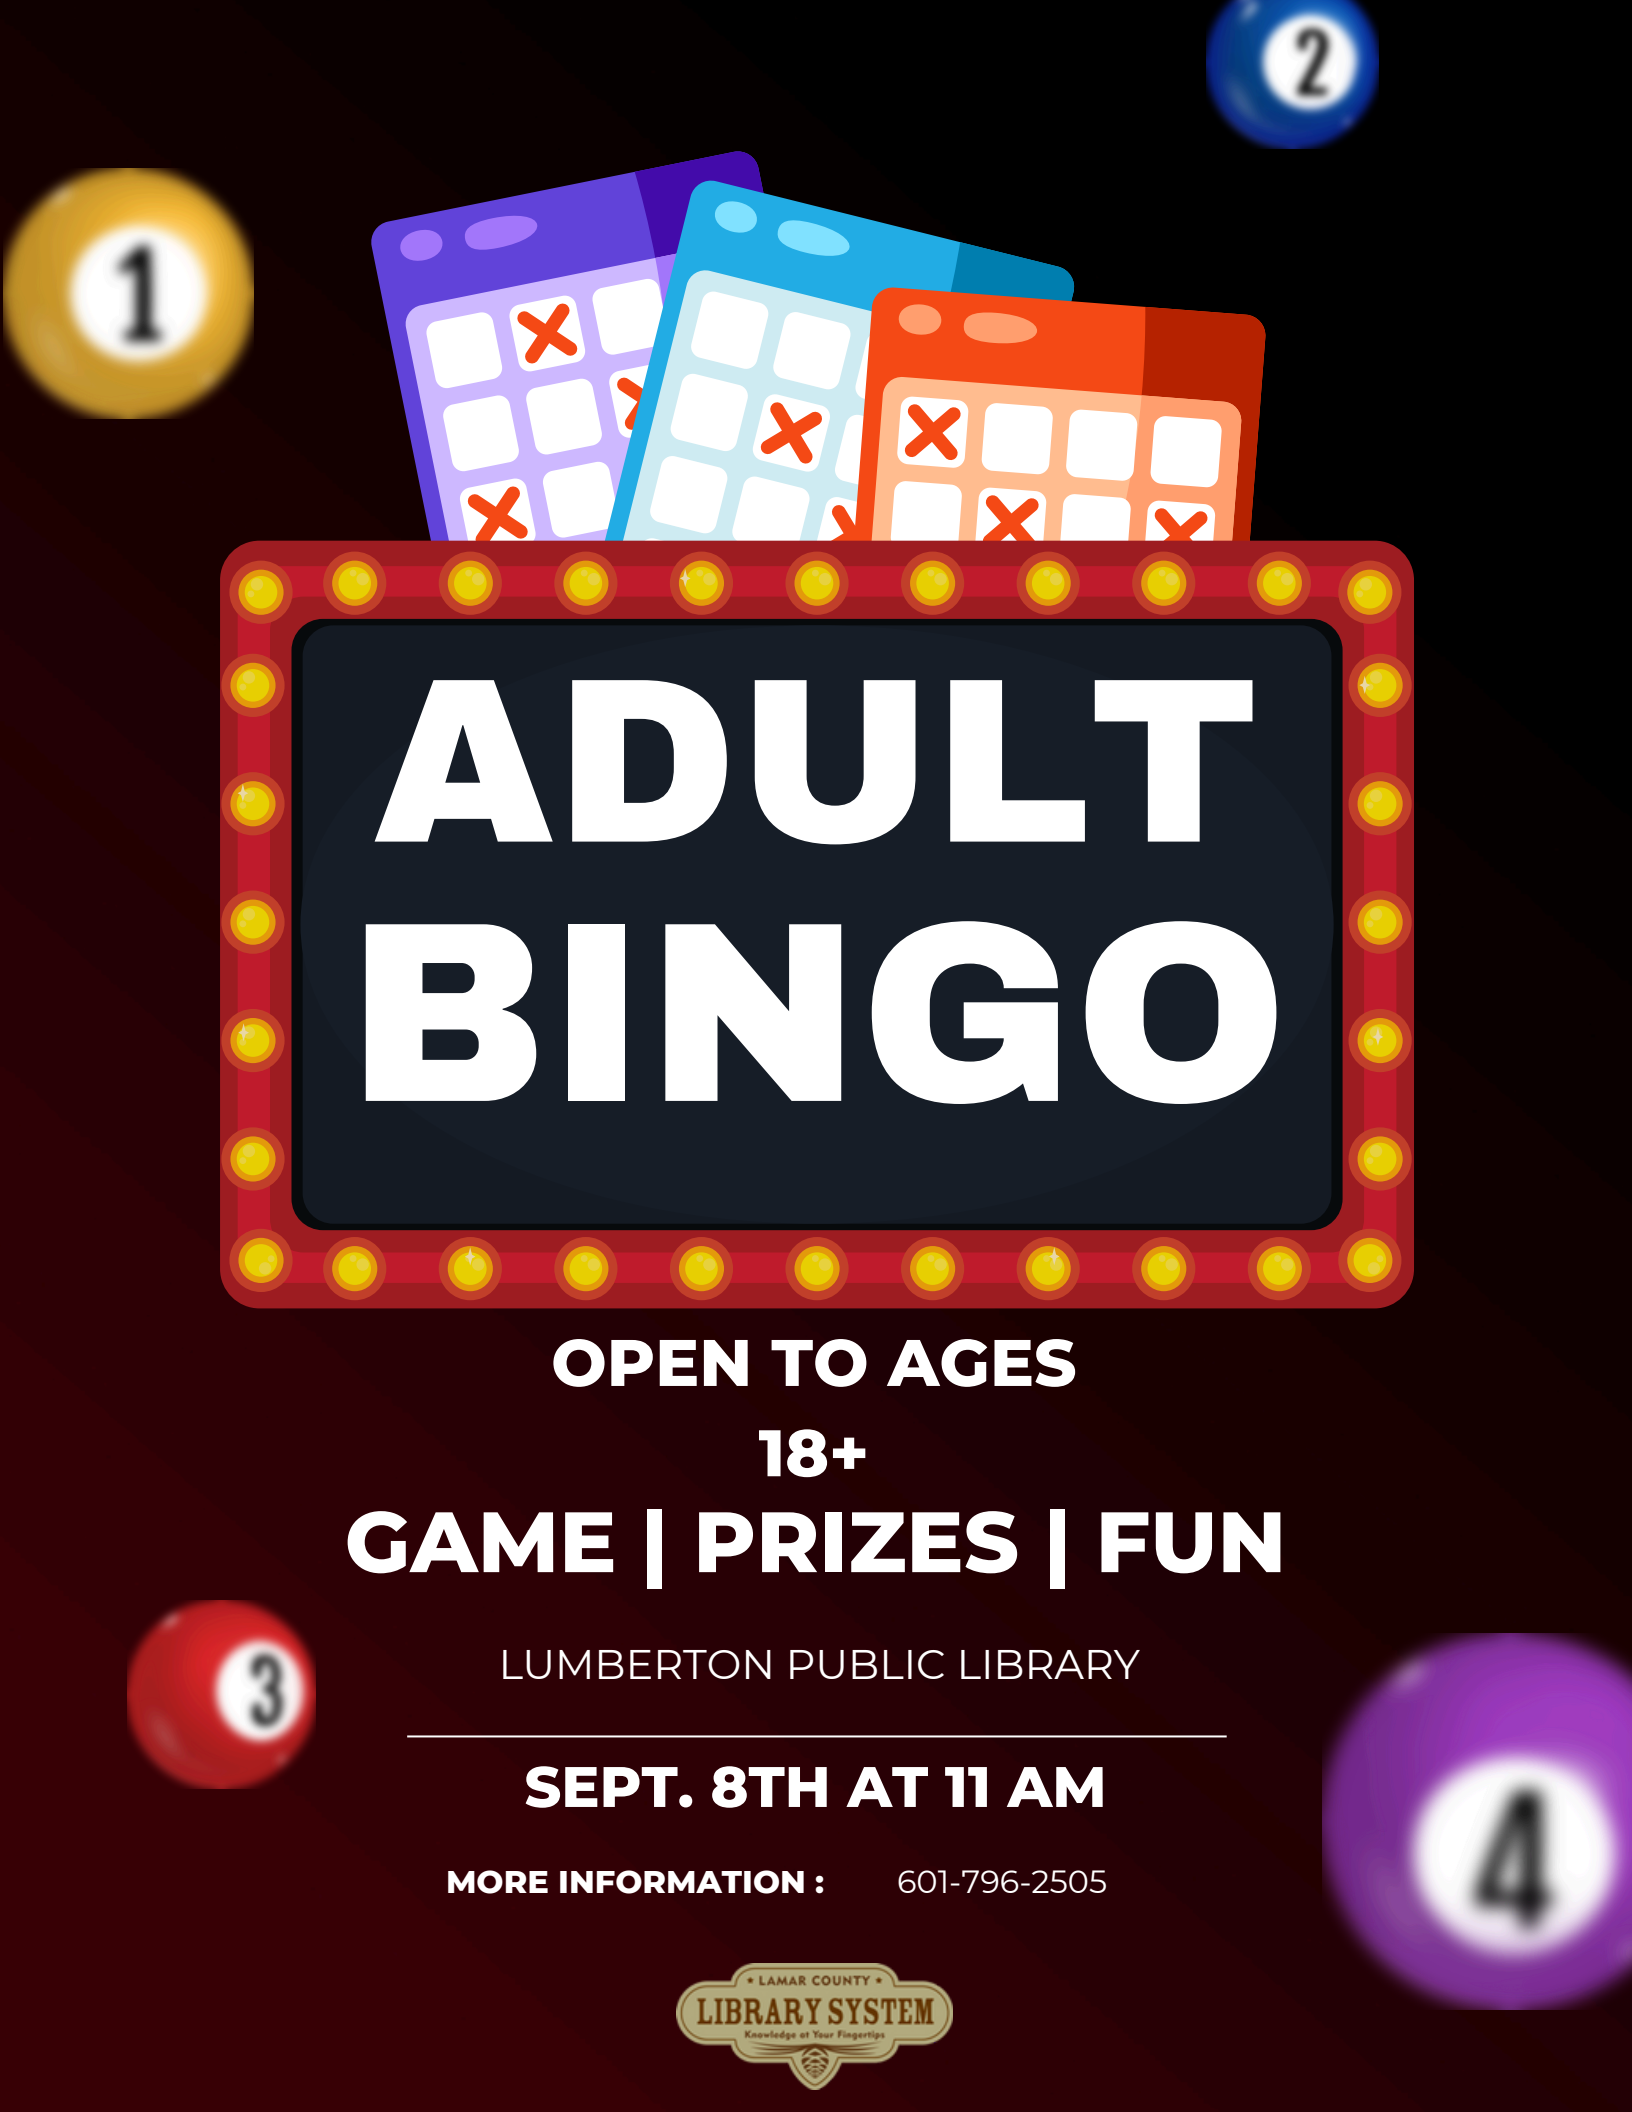 2
1
ADULT
BINGO
OPEN TO AGES
18+
GAME | PRIZES | FUN
LUMBERTON PUBLIC LIBRARY
3
4
SEPT. 8TH AT 11 AM
MORE INFORMATION : 601-796-2505
★ LAMAR COUNTY ★
LIBRARY SYSTEM
Knowledge at Your Fingertips